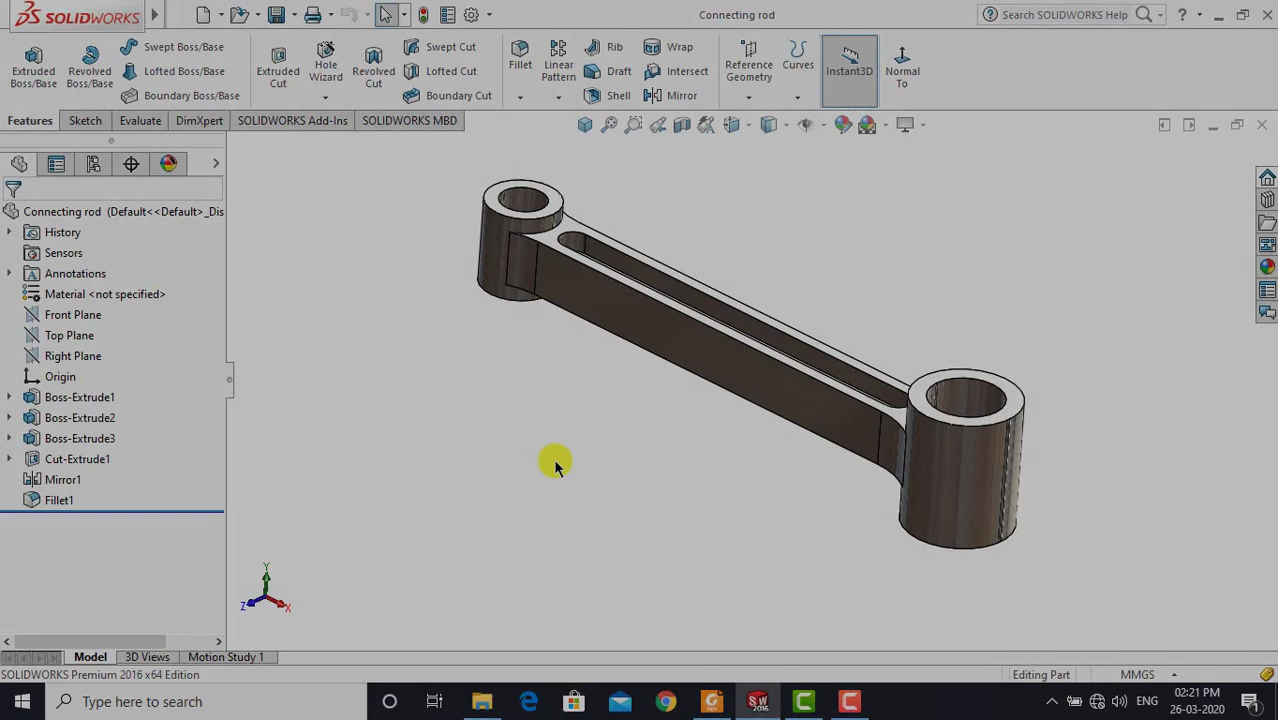 SOLIDWORKS
Connecting rod
Search SOLIDWORKS Help
?
Extruded Boss/Base
Revolved Boss/Base
Swept Boss/Base
Lofted Boss/Base
Boundary Boss/Base
Extruded Cut
Hole Wizard
Revolved Cut
Swept Cut
Lofted Cut
Boundary Cut
Fillet
Linear Pattern
Rib
Draft
Shell
Wrap
Intersect
Mirror
Reference Geometry
Curves
Instant3D
Normal To
Features Sketch Evaluate DimXpert SOLIDWORKS Add-Ins SOLIDWORKS MBD
Connecting rod (Default<<Default>_Dis
History
Sensors
Annotations
Material <not specified>
Front Plane
Top Plane
Right Plane
Origin
Boss-Extrude1
Boss-Extrude2
Boss-Extrude3
Cut-Extrude1
Mirror1
Fillet1
Y
Z X
Model 3D Views Motion Study 1
SOLIDWORKS Premium 2016 x64 Edition Editing Part MMGS
Type here to search
ENG
02:21 PM
26-03-2020